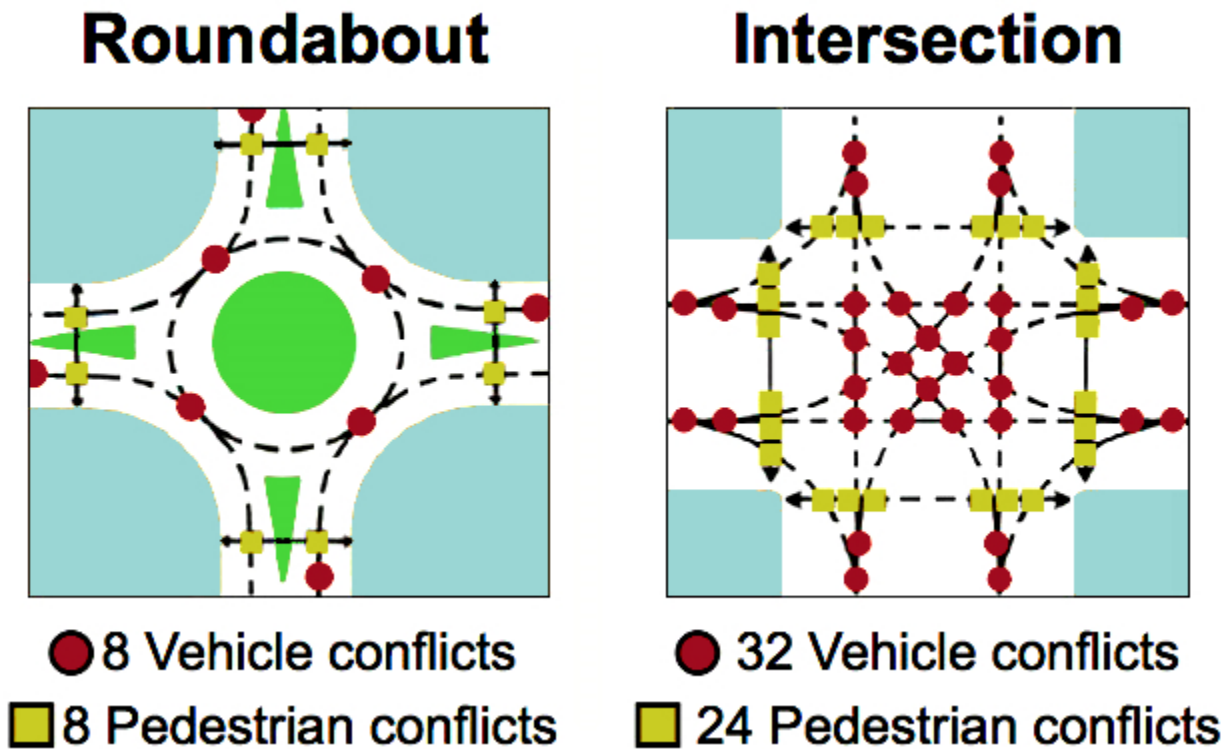 Roundabout
Intersection
8 Vehicle conflicts
8 Pedestrian conflicts
32 Vehicle conflicts
24 Pedestrian conflicts